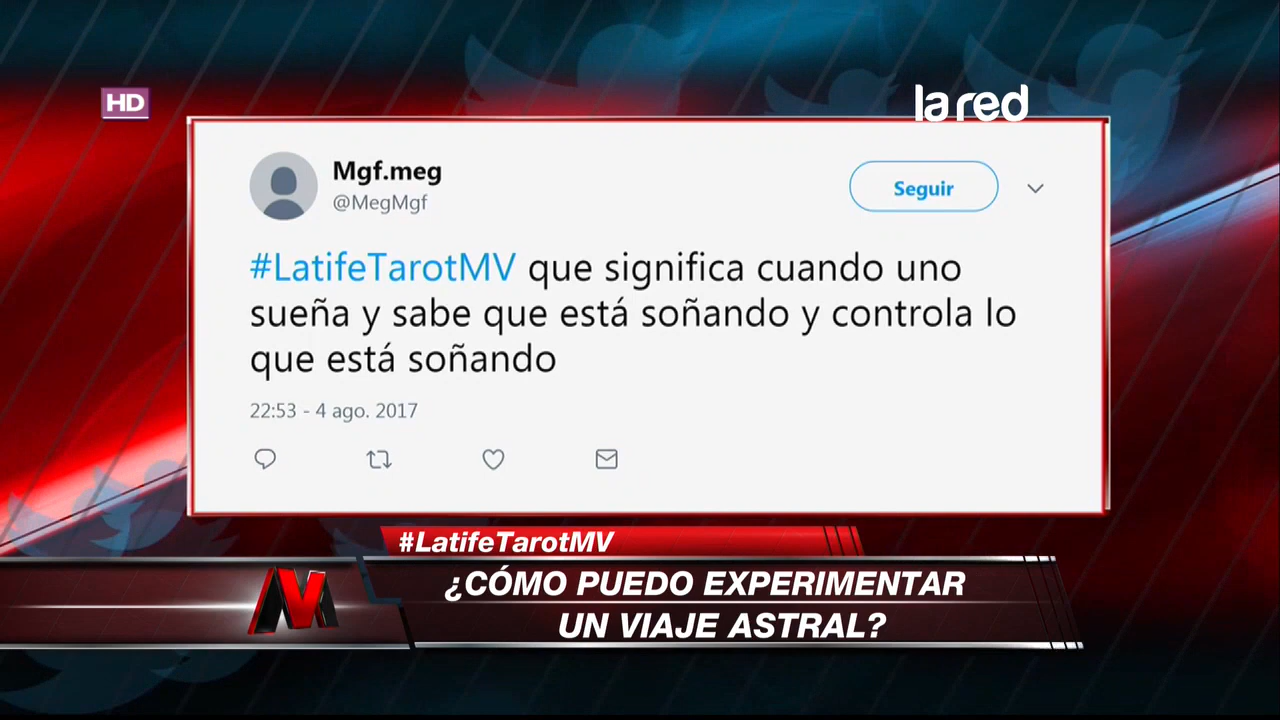 HD
la red
Mgf.meg
@MegMgf
Seguir
#LatifeTarotMV que significa cuando uno
sueña y sabe que está soñando y controla lo
que está soñando
22:53 - 4 ago. 2017
#LatifeTarotMV
MV
¿CÓMO PUEDO EXPERIMENTAR
UN VIAJE ASTRAL?